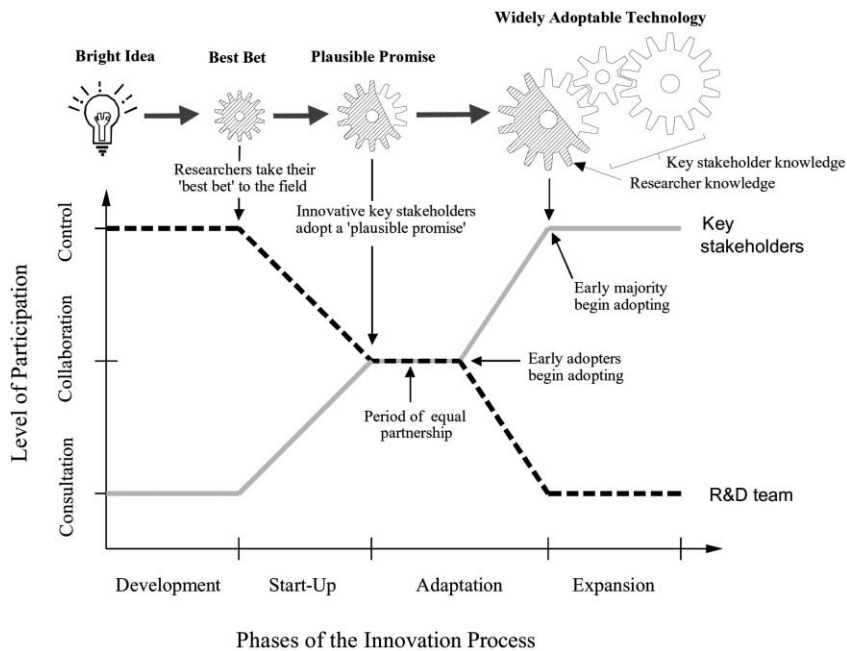 Widely Adoptable Technology
Bright Idea
Best Bet
Plausible Promise
Key stakeholder knowledge
Researcher knowledge
Researchers take their
'best bet' to the field
Innovative key stakeholders
adopt a 'plausible promise'
Key
stakeholders
Early majority
begin adopting
Early adopters
begin adopting
Period of equal
partnership
R&D team
Level of Participation
Control
Collaboration
Consultation
Development
Start-Up
Adaptation
Expansion
Phases of the Innovation Process